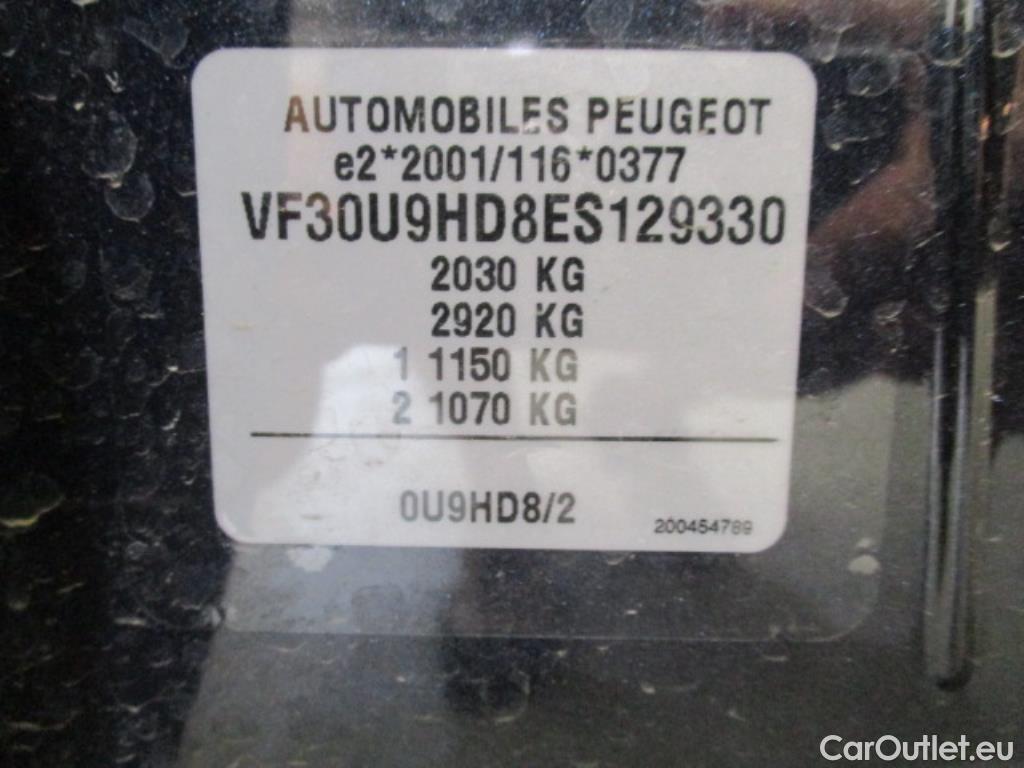 AUTOMOBILES PEUGEOT
e2*2001/116*0377
VF30U9HD8ES129330
2030 KG
2920 KG
1 1150 KG
2 1070 KG
0U9HD8/2
200454789
CarOutlet.eu